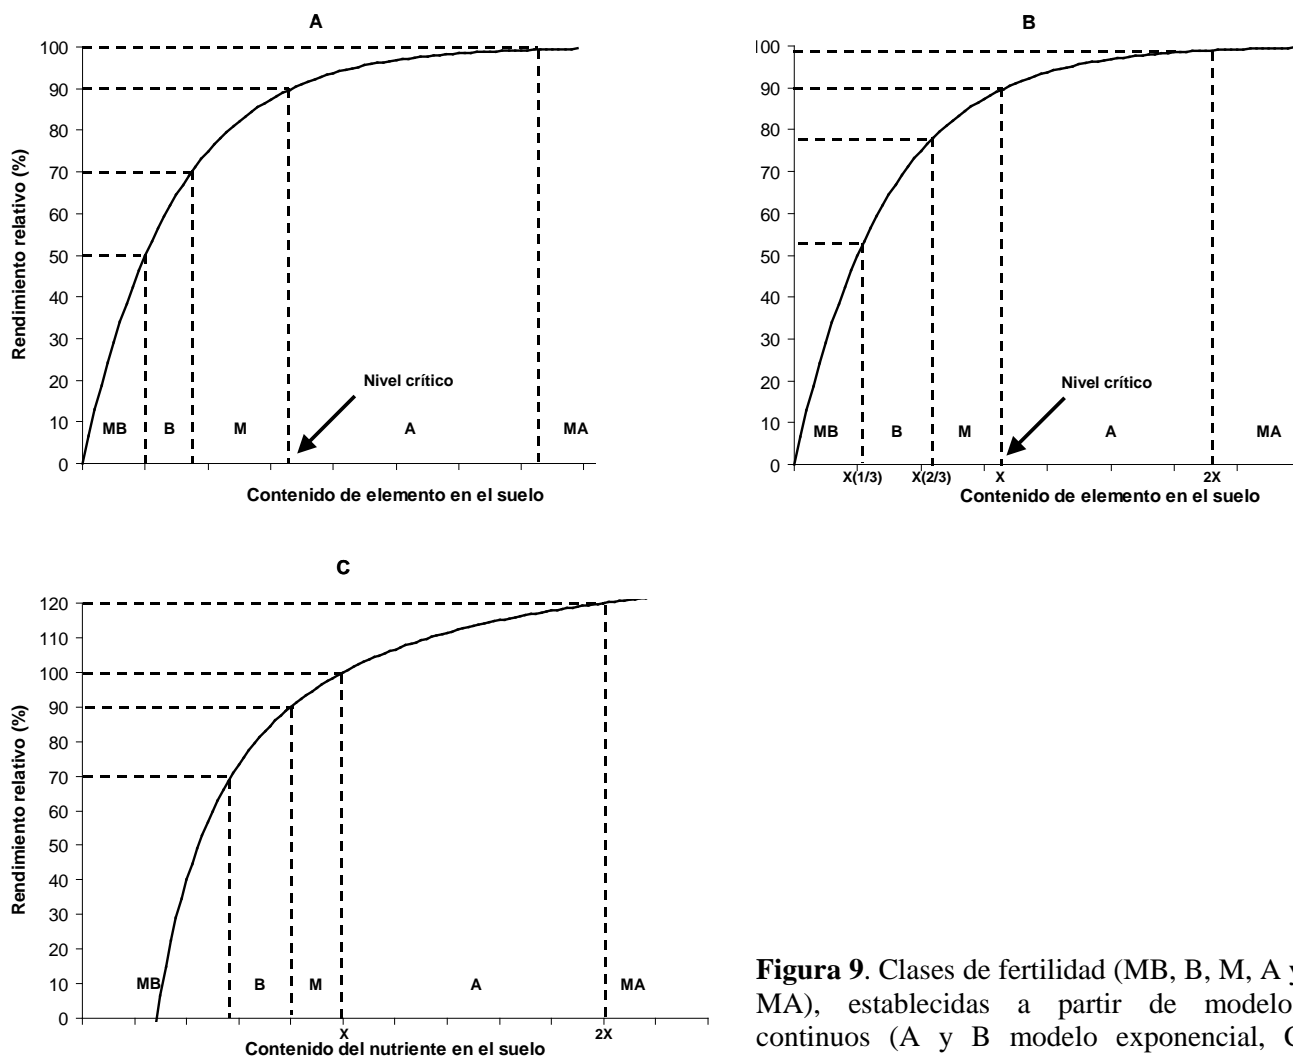 A
100
90
80
70
60
50
40
30
20
10
0
Rendimiento relativo (%)
Nivel crítico
MB B M A MA
Contenido de elemento en el suelo
B
100
90
80
70
60
50
40
30
20
10
0
Nivel crítico
MB B M A MA
X(1/3) X(2/3) X 2X
Contenido de elemento en el suelo
C
120
110
100
90
80
70
60
50
40
30
20
10
0
Rendimiento relativo (%)
MB B M A MA
X 2X
Contenido del nutriente en el suelo
Figura 9. Clases de fertilidad (MB, B, M, A y
MA), establecidas a partir de modelo
continuos (A y B modelo exponencial, C